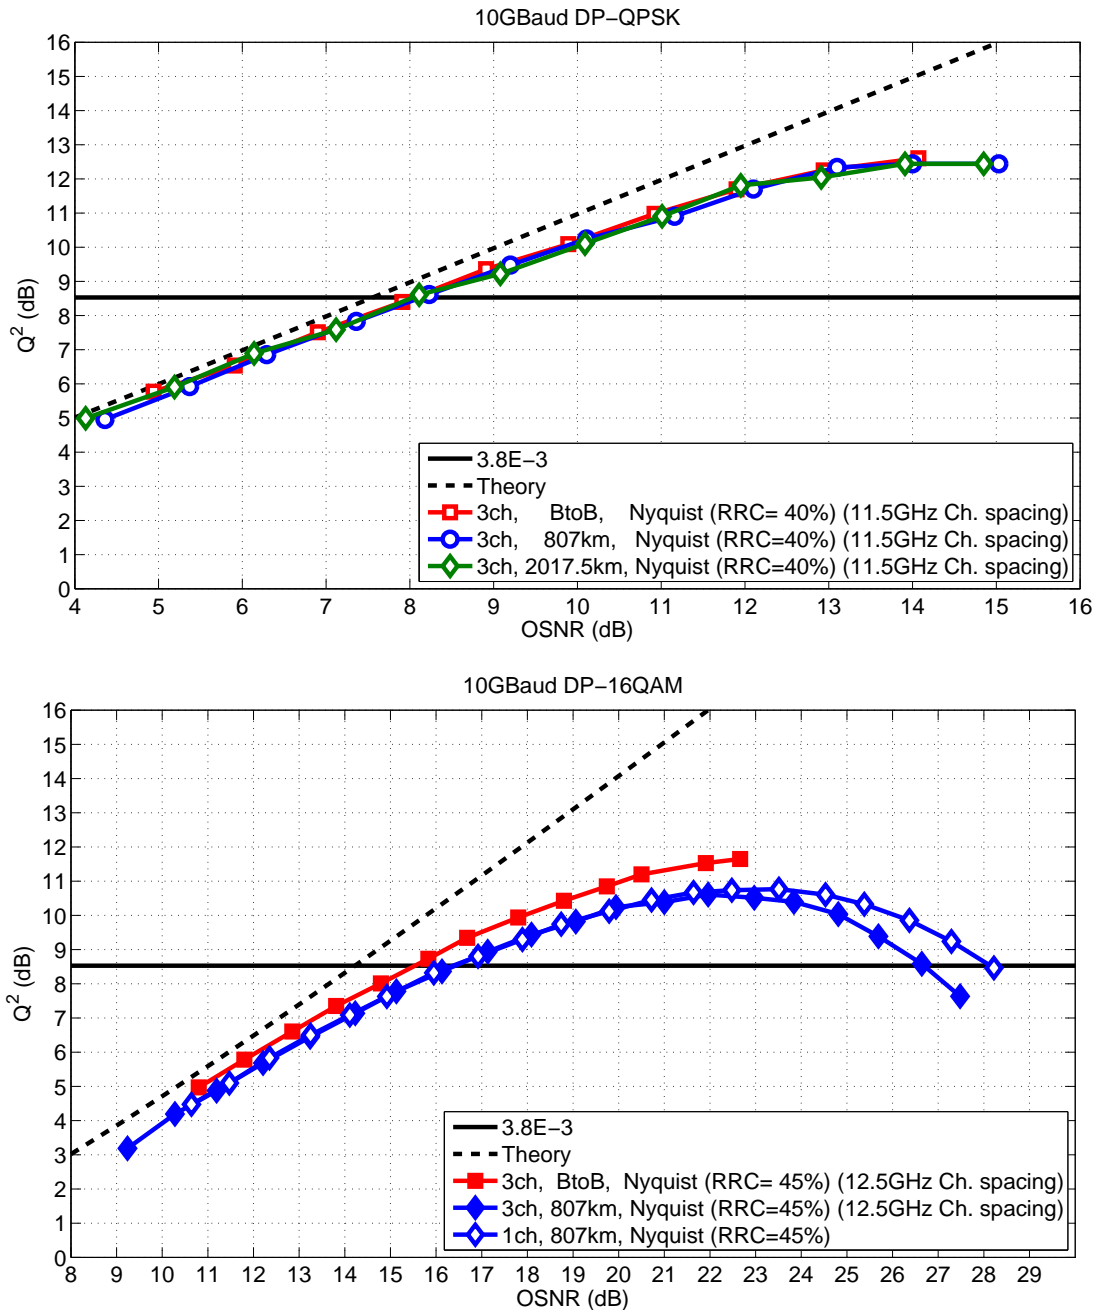 10GBaud DP−QPSK
16
15
14
13
12
11
10
9
8
7
6
5
4
3
2
1
0
Q2 (dB)
3.8E−3
Theory
3ch, BtoB, Nyquist (RRC= 40%) (11.5GHz Ch. spacing)
3ch, 807km, Nyquist (RRC=40%) (11.5GHz Ch. spacing)
3ch, 2017.5km, Nyquist (RRC=40%) (11.5GHz Ch. spacing)
4 5 6 7 8 9 10 11 12 13 14 15 16
OSNR (dB)
10GBaud DP−16QAM
16
15
14
13
12
11
10
9
8
7
6
5
4
3
2
1
0
Q2 (dB)
3.8E−3
Theory
3ch, BtoB, Nyquist (RRC= 45%) (12.5GHz Ch. spacing)
3ch, 807km, Nyquist (RRC=45%) (12.5GHz Ch. spacing)
1ch, 807km, Nyquist (RRC=45%)
8 9 10 11 12 13 14 15 16 17 18 19 20 21 22 23 24 25 26 27 28 29
OSNR (dB)